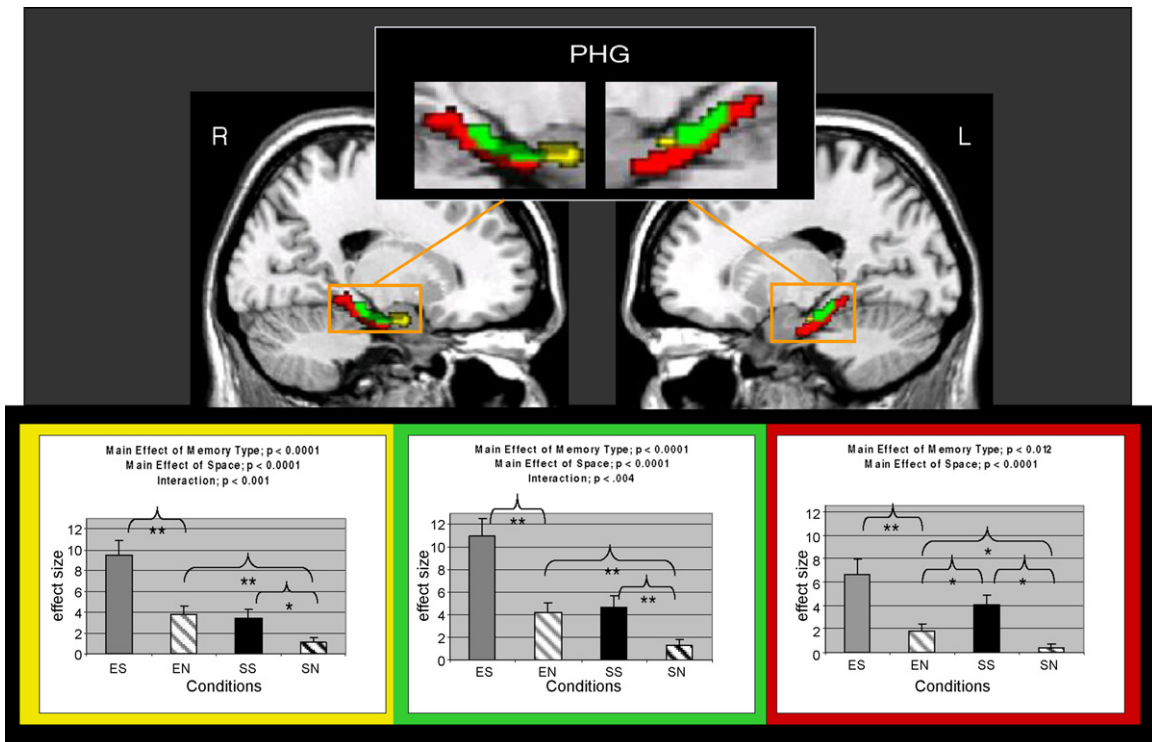 PHG
R
L
Main Effect of Memory Type; p < 0.0001
Main Effect of Space; p < 0.0001
Interaction; p < 0.001
effect size
12
10
8
6
4
2
0
**
**
*
ES EN SS SN
Conditions
Main Effect of Memory Type; p < 0.0001
Main Effect of Space; p < 0.0001
Interaction; p < .004
effect size
12
10
8
6
4
2
0
**
**
**
ES EN SS SN
Conditions
Main Effect of Memory Type; p < 0.012
Main Effect of Space; p < 0.0001
effect size
12
10
8
6
4
2
0
**
*
* *
ES EN SS SN
Conditions